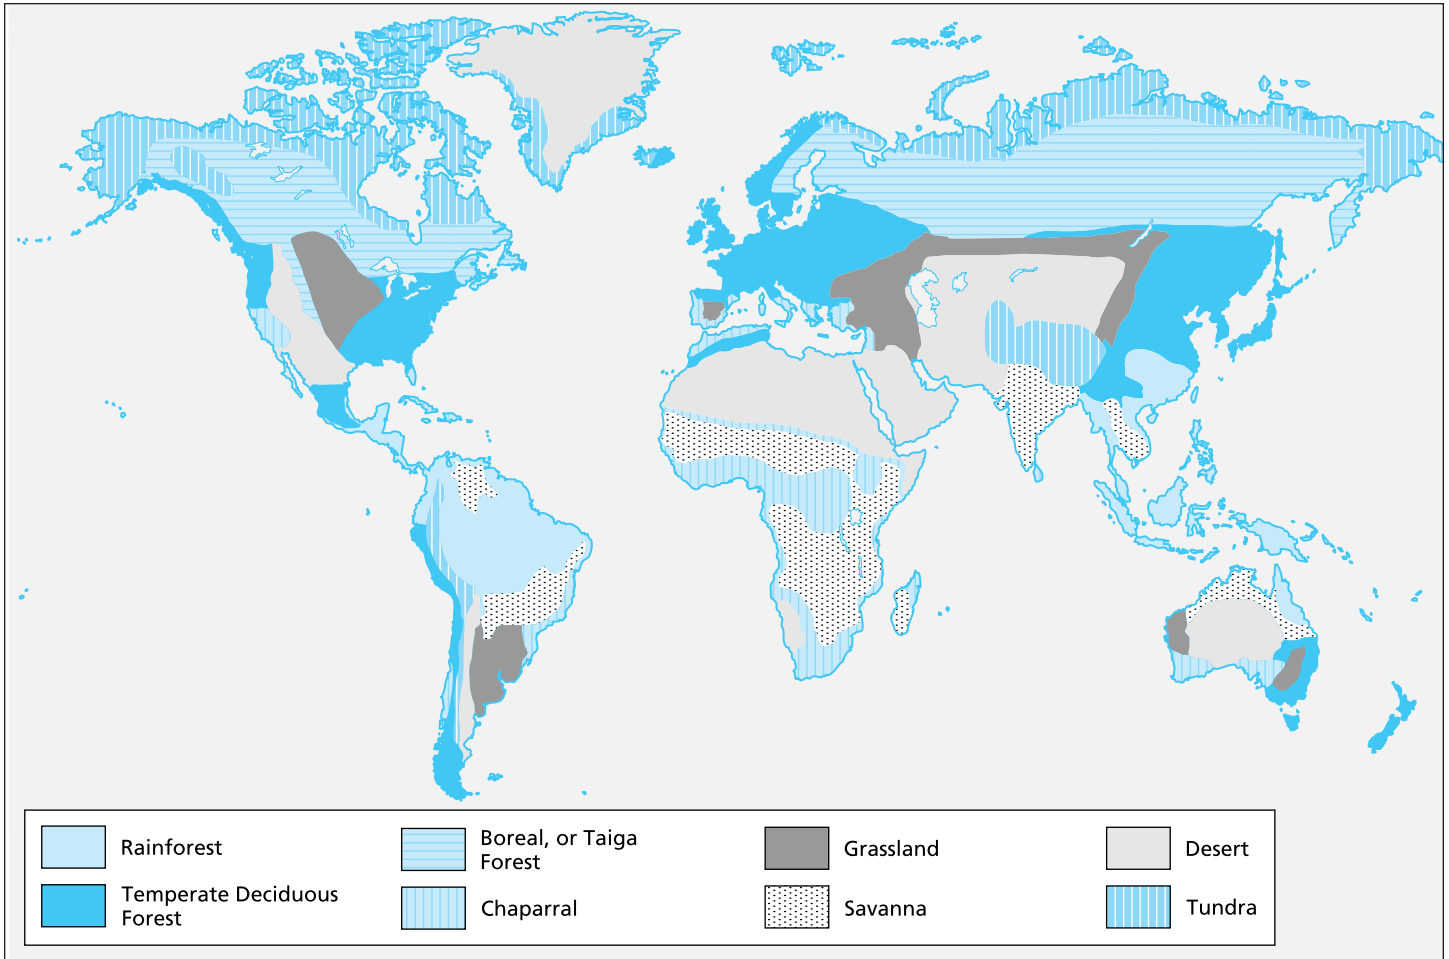 Rainforest
Temperate Deciduous
Forest
Boreal, or Taiga
Forest
Chaparral
Grassland
Savanna
Desert
Tundra